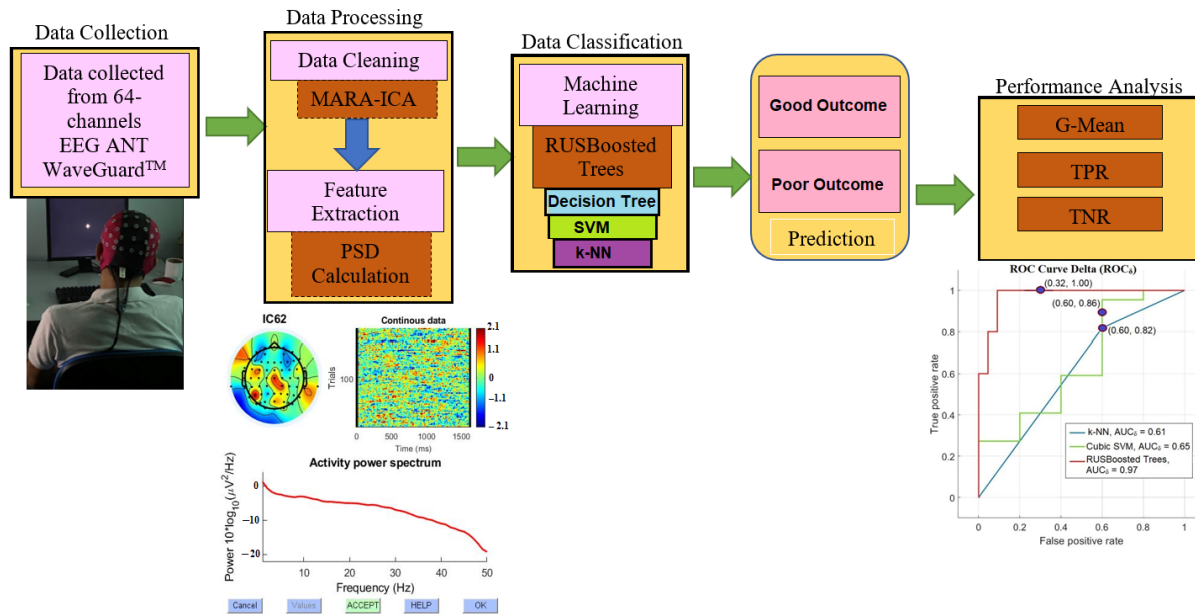 Data Collection
Data collected
from 64-
channels
EEG ANT
WaveGuard™
Data Processing
Data Cleaning
MARA-ICA
Feature
Extraction
PSD
Calculation
Data Classification
Machine
Learning
RUSBoosted
Trees
Decision Tree
SVM
k-NN
Good Outcome
Poor Outcome
Prediction
Performance Analysis
G-Mean
TPR
TNR
IC62
Continous data
Trials
100
0 500 1000 1500
Time (ms)
2.1
1.1
0
-1.1
-2.1
Activity power spectrum
Power 10*log₁₀(μV²/Hz)
0
-10
-20
10 20 30 40 50
Frequency (Hz)
Cancel Values ACCEPT HELP OK
ROC Curve Delta (ROCδ)
(0.32, 1.00)
(0.60, 0.86)
(0.60, 0.82)
True positive rate
1
0.8
0.6
0.4
0.2
0
k-NN, AUCδ = 0.61
Cubic SVM, AUCδ = 0.65
RUSBoosted Trees,
AUCδ = 0.97
0 0.2 0.4 0.6 0.8 1
False positive rate